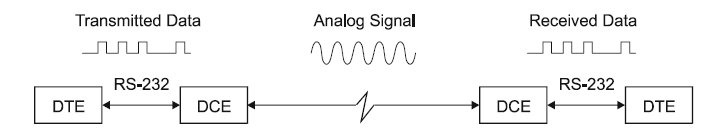 Transmitted Data Analog Signal Received Data
RS-232 RS-232
DTE DCE DCE DTE